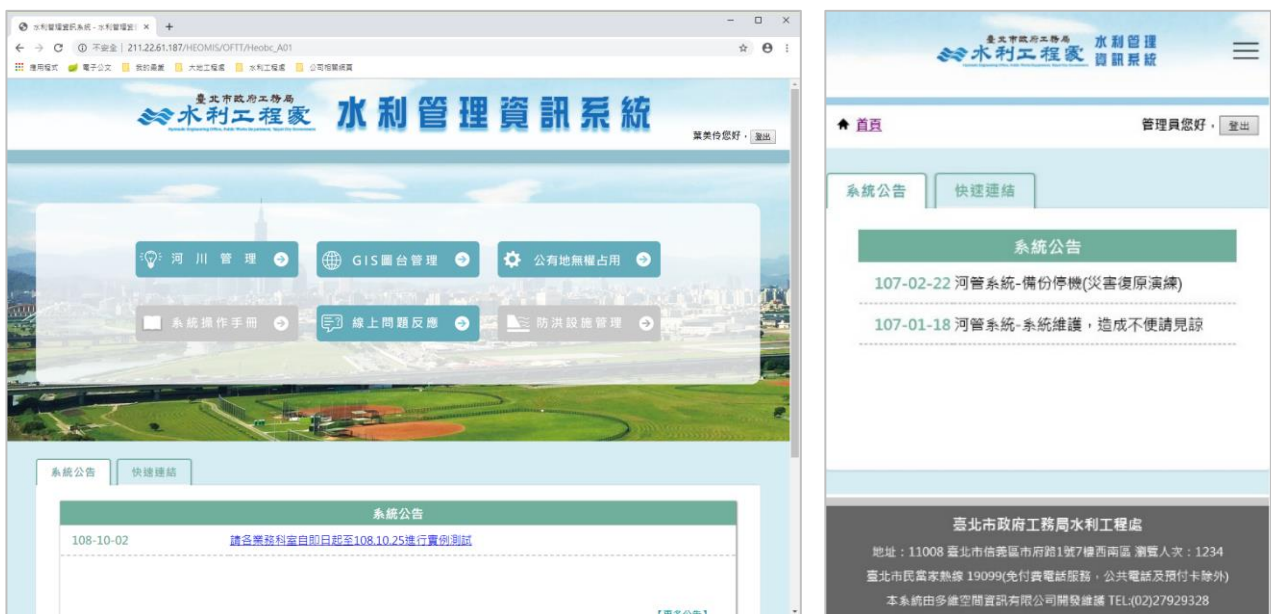 水利管理資訊系統 - 水利管理資訊
不安全 | 211.22.61.187/HEOMIS/OFTT/Heobc_A01
應用程式 電子公文 我的最愛 大地工程處 水利工程處 公司相關網頁
臺北市政府工務局
水利工程處 水利管理資訊系統
葉美伶您好, 登出
河川管理 GIS圖台管理 公有地無權占用
系統操作手冊 線上問題反應 防洪設施管理
系統公告 快速連結
系統公告
108-10-02 請各業務科室自即日起至108.10.25進行實例測試
【更多公告】
臺北市政府工務局
水利工程處
水利管理
資訊系統
首頁 管理員您好, 登出
系統公告 快速連結
系統公告
107-02-22 河管系統-備份停機(災害復原演練)
107-01-18 河管系統-系統維護,造成不便請見諒
臺北市政府工務局水利工程處
地址:11008 臺北市信義區市府路1號7樓西南區 瀏覽人次:1234
臺北市民當家熱線 19099(免付費電話服務,公共電話及預付卡除外)
本系統由多維空間資訊有限公司開發維護 TEL:(02)27929328